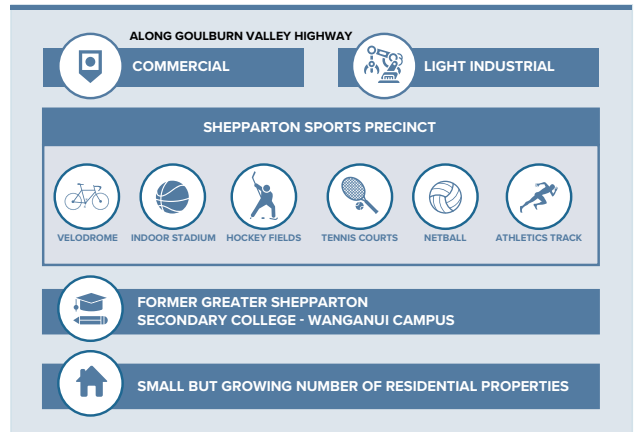 ALONG GOULBURN VALLEY HIGHWAY
COMMERCIAL
LIGHT INDUSTRIAL
SHEPPARTON SPORTS PRECINCT
VELODROME
INDOOR STADIUM
HOCKEY FIELDS
TENNIS COURTS
NETBALL
ATHLETICS TRACK
FORMER GREATER SHEPPARTON
SECONDARY COLLEGE - WANGANUI CAMPUS
SMALL BUT GROWING NUMBER OF RESIDENTIAL PROPERTIES